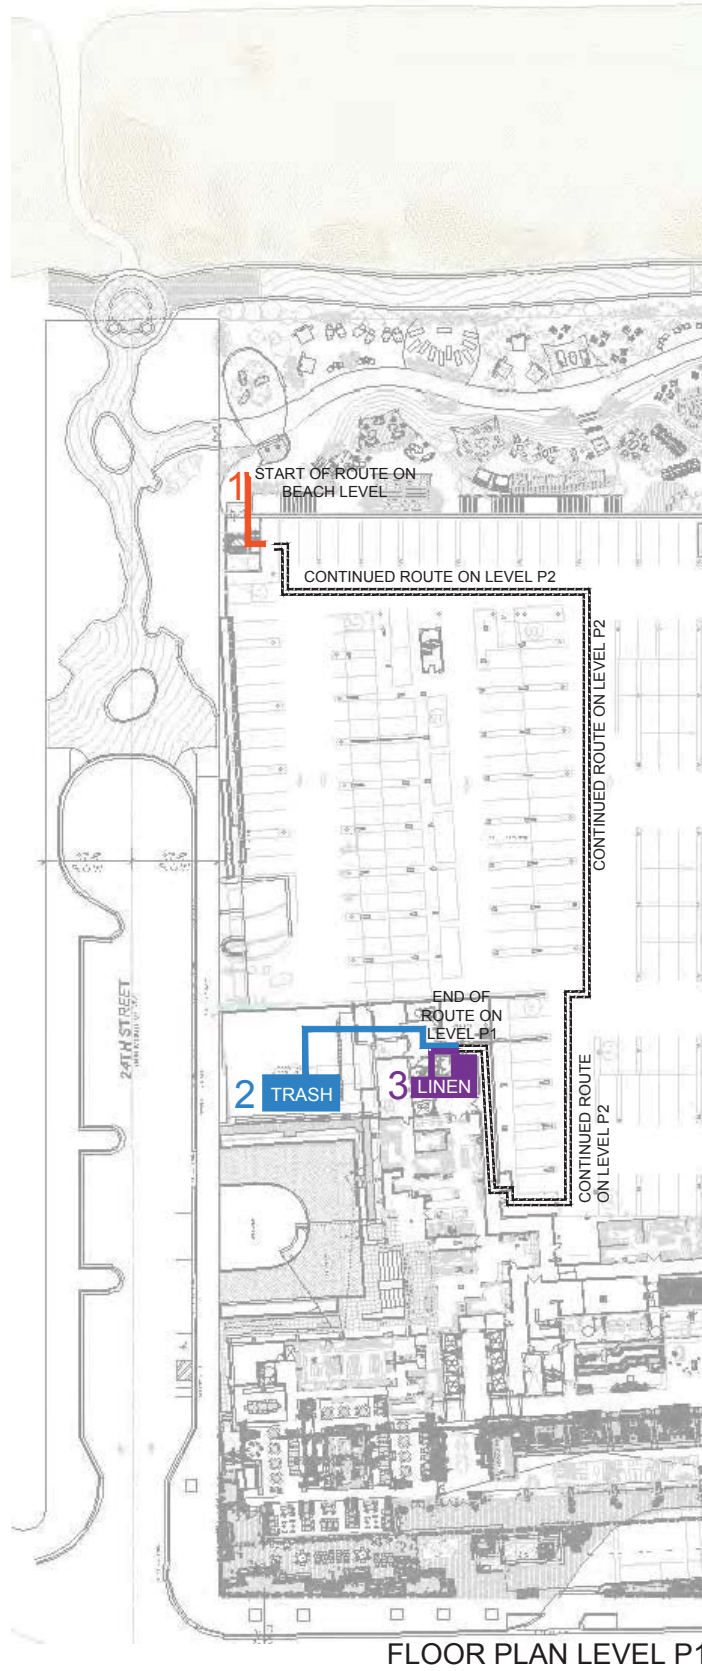 1
START OF ROUTE ON
BEACH LEVEL
CONTINUED ROUTE ON LEVEL P2
CONTINUED ROUTE ON LEVEL P2
24TH STREET
END OF
ROUTE ON
LEVEL P1
2
TRASH
3
LINEN
CONTINUED ROUTE
ON LEVEL P2
FLOOR PLAN LEVEL P1